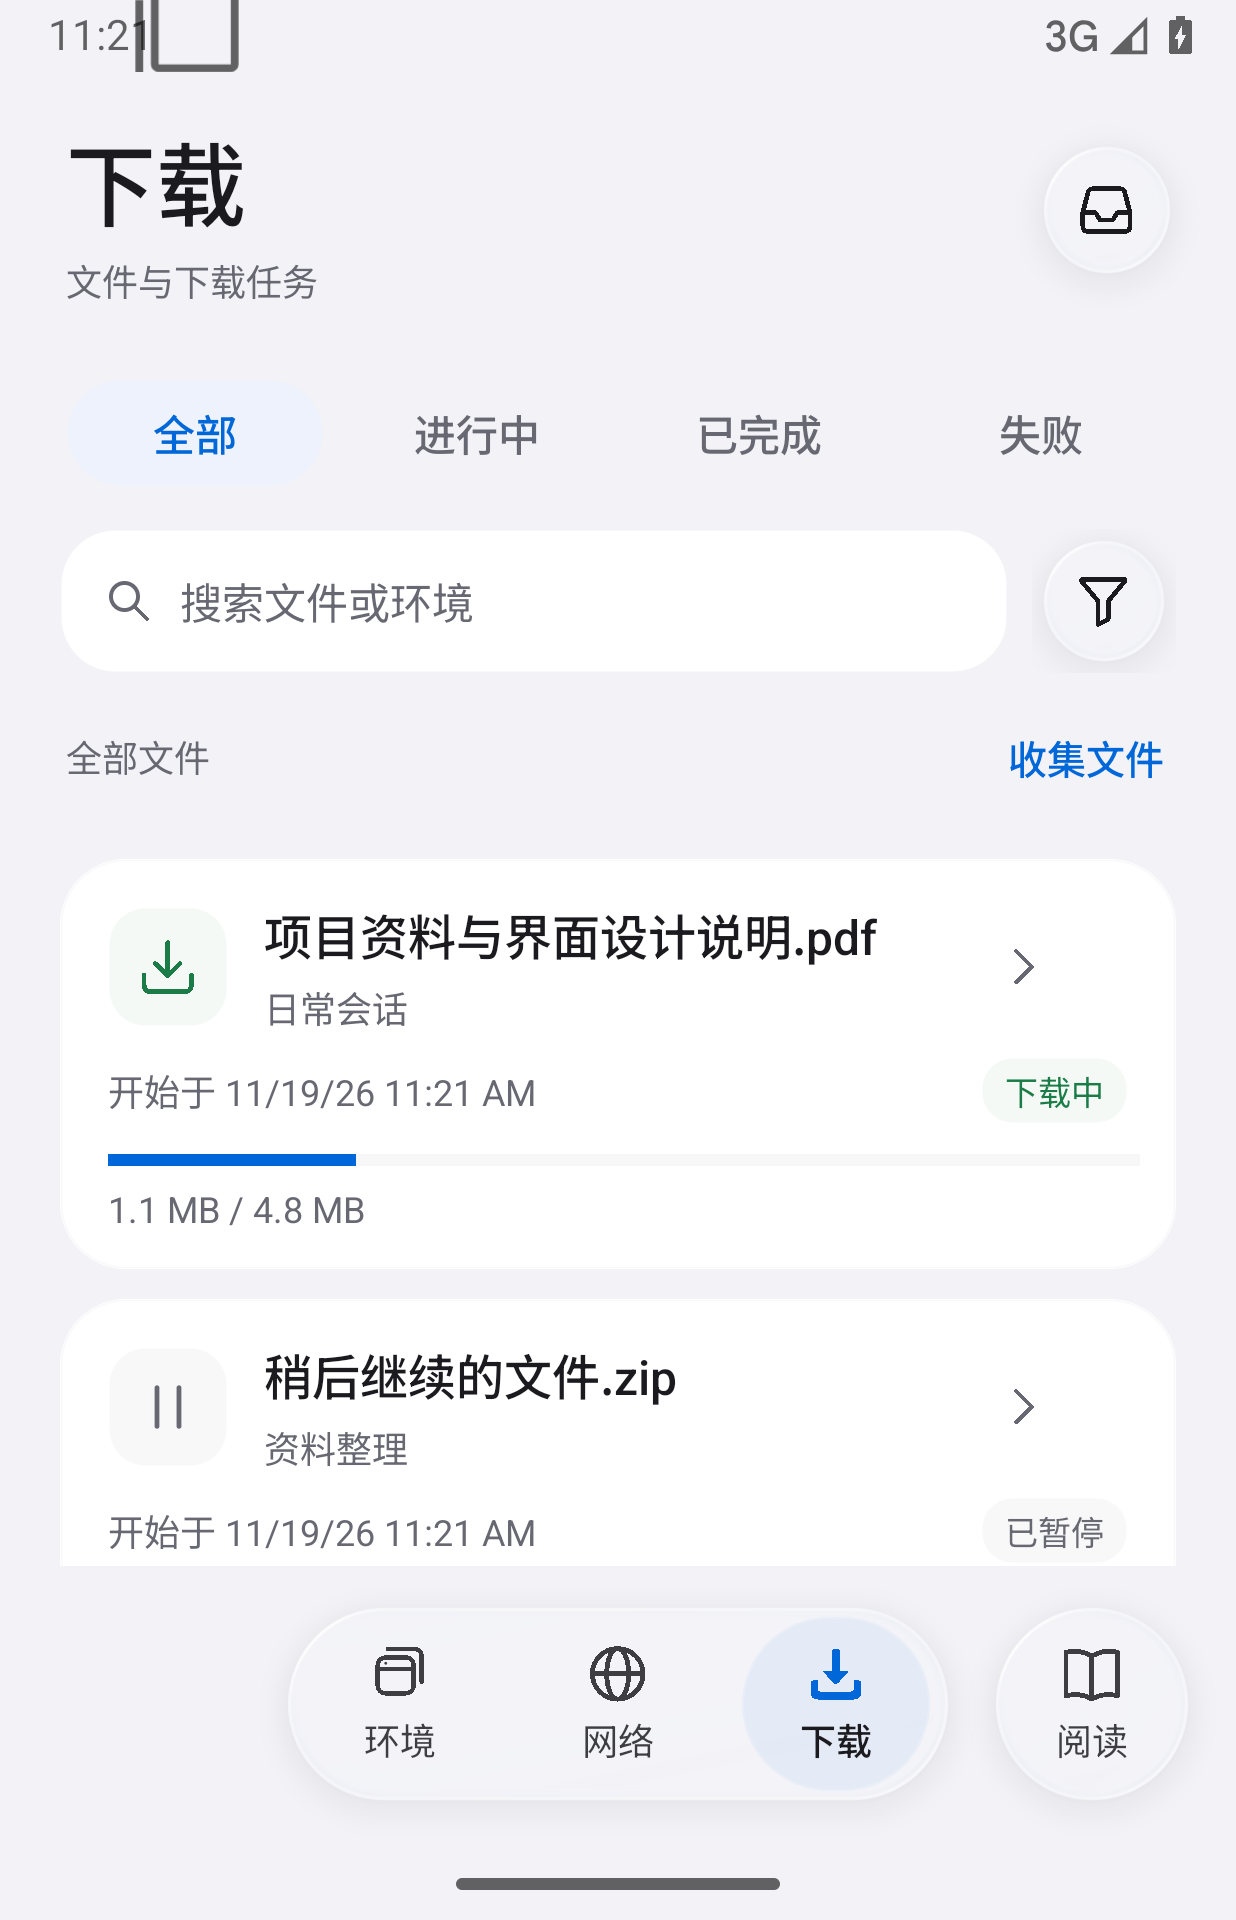 11:21
3G
下载
文件与下载任务
全部 进行中 已完成 失败
搜索文件或环境
全部文件 收集文件
项目资料与界面设计说明.pdf
日常会话
开始于 11/19/26 11:21 AM 下载中
1.1 MB / 4.8 MB
稍后继续的文件.zip
资料整理
开始于 11/19/26 11:21 AM 已暂停
环境 网络 下载 阅读